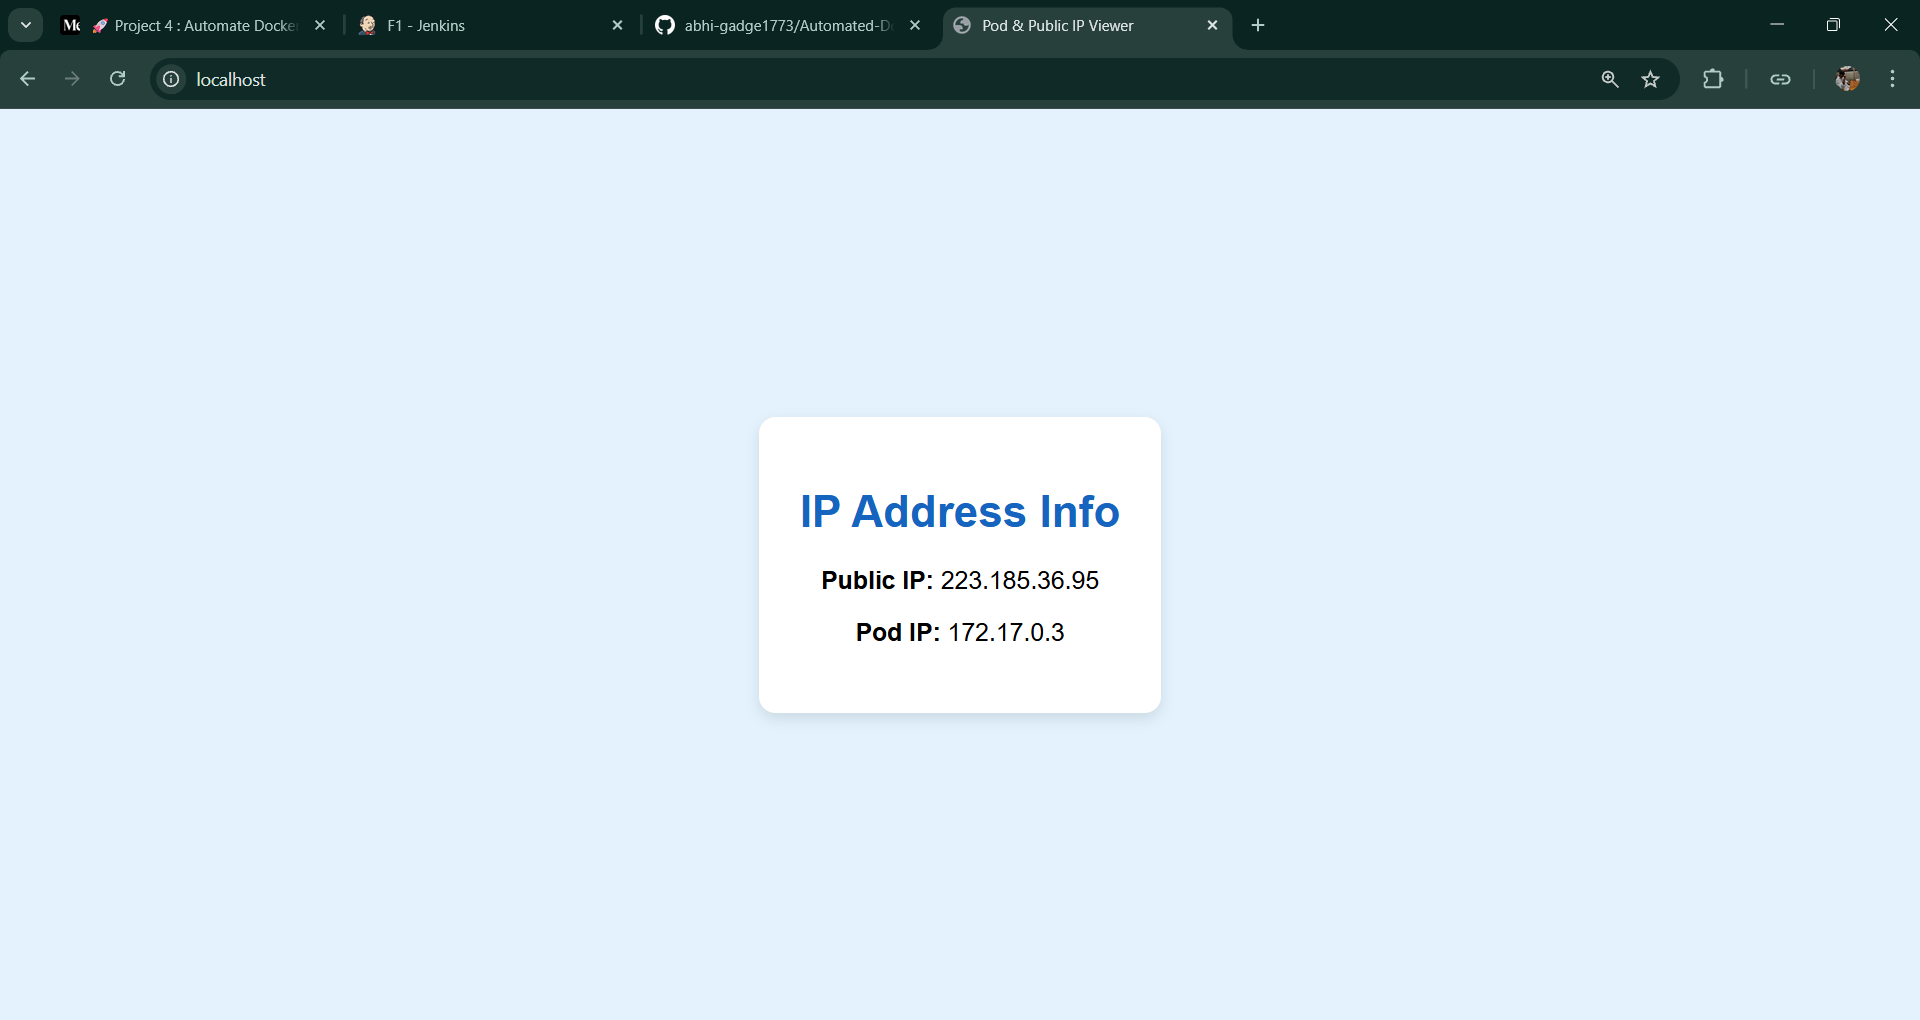 Project 4 : Automate Docke
F1 - Jenkins
abhi-gadge1773/Automated-D
Pod & Public IP Viewer
localhost
IP Address Info
Public IP: 223.185.36.95
Pod IP: 172.17.0.3